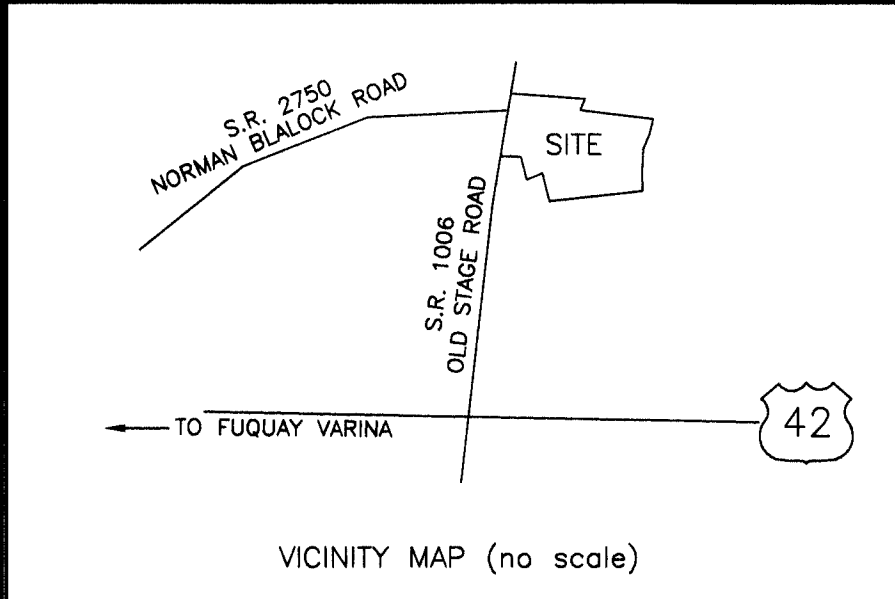 S.R. 2750
NORMAN BLALOCK ROAD
SITE
S.R. 1006
OLD STAGE ROAD
TO FUQUAY VARINA
42
VICINITY MAP (no scale)